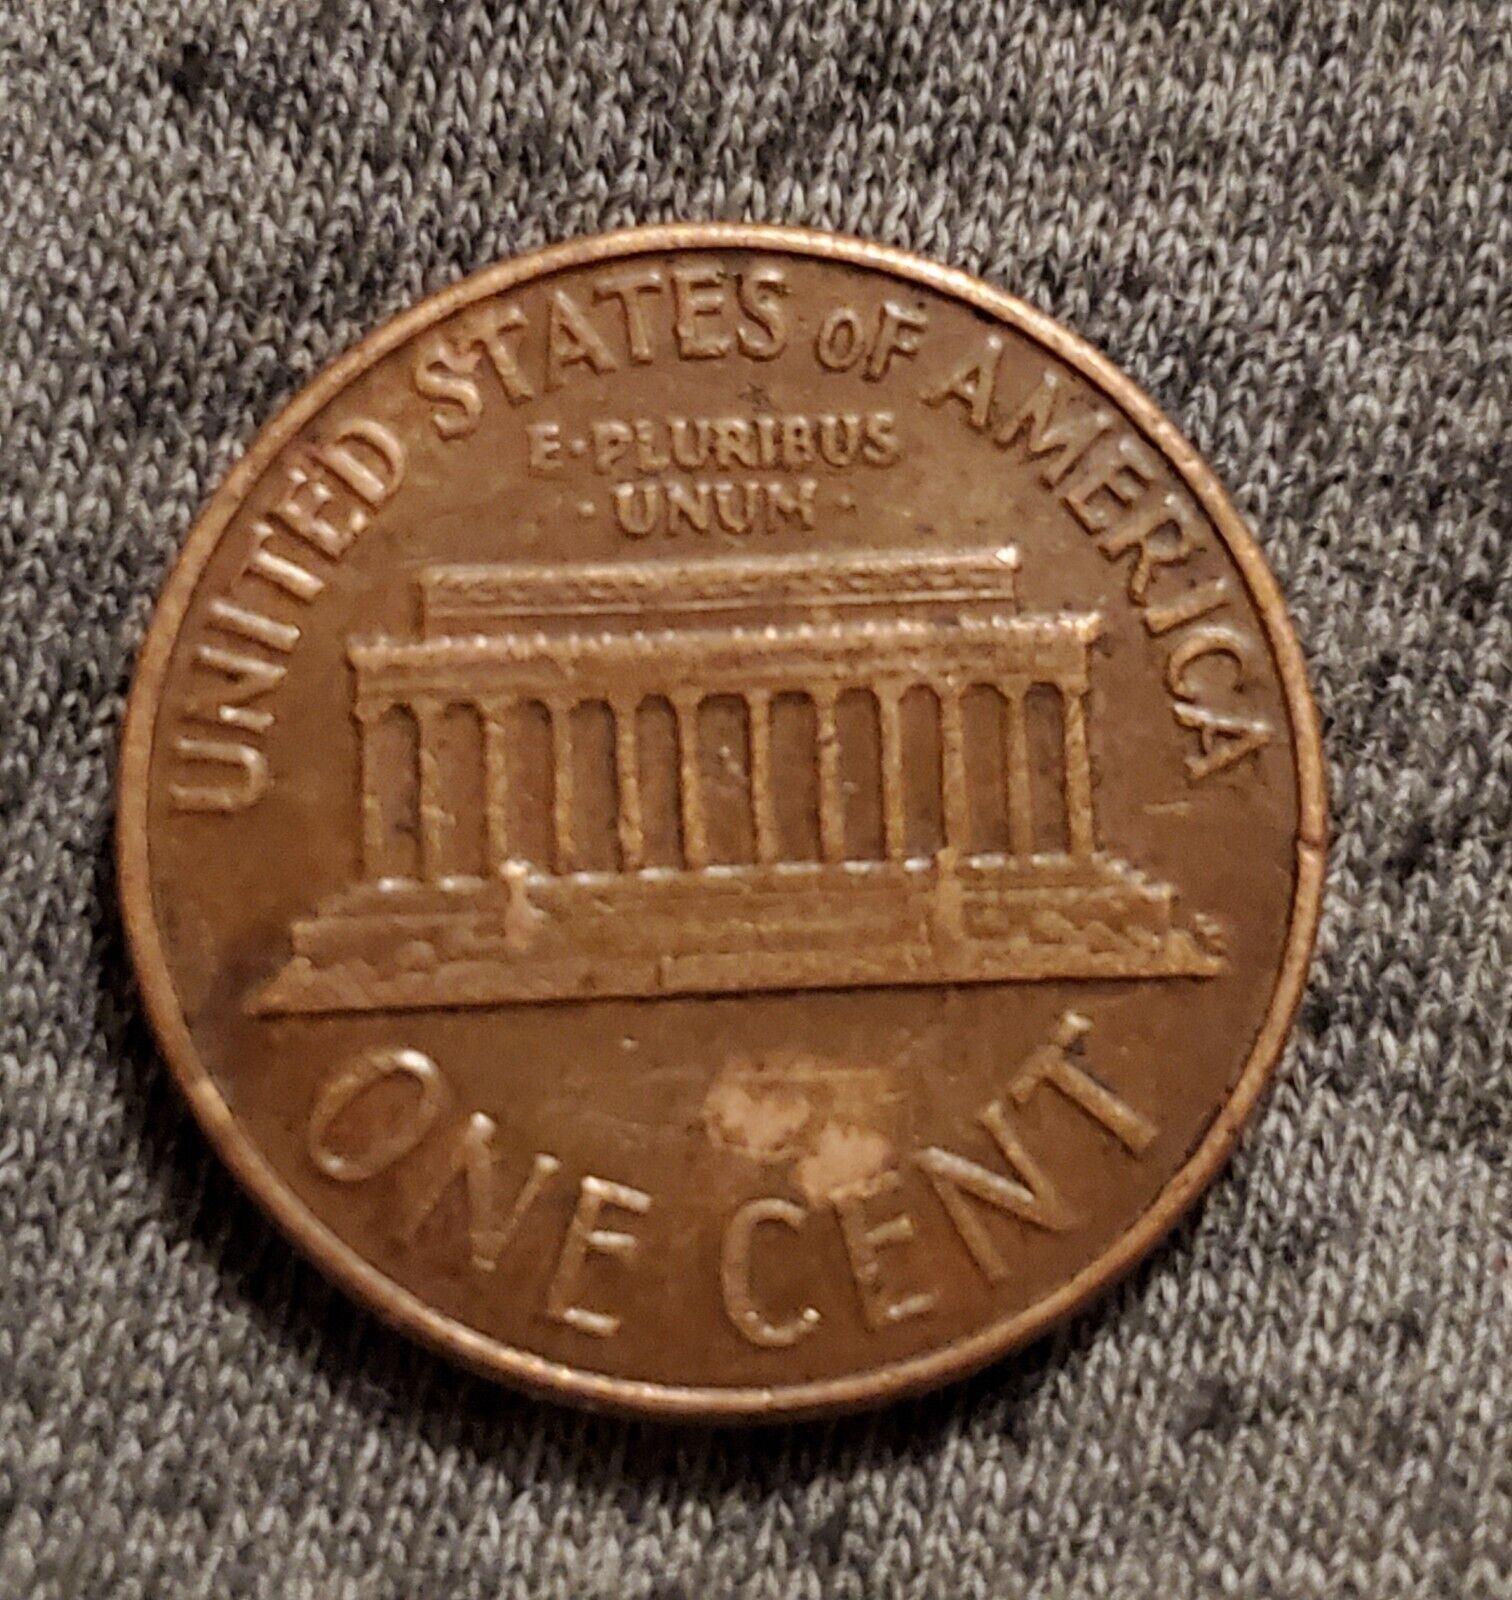 UNITED STATES OF AMERICA
E·PLURIBUS
·UNUM·
ONE CENT